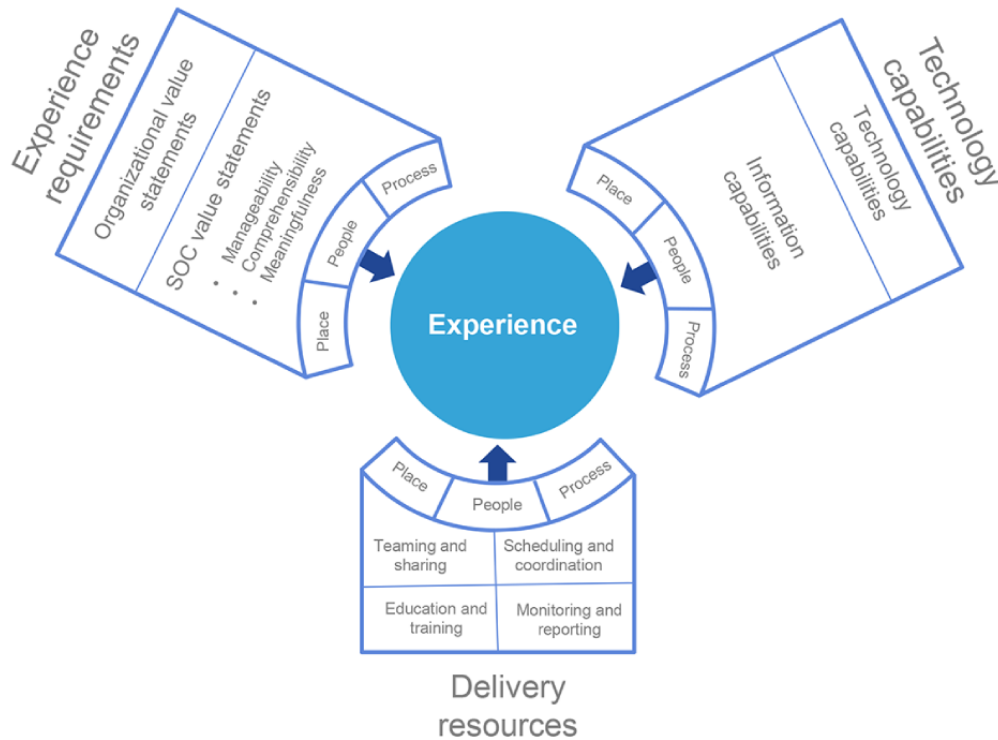 Experience
requirements
Organizational value
statements
SOC value statements
• Manageability
• Comprehensibility
• Meaningfulness
Process
People
Place
Technology
capabilities
Technology
capabilities
Information
capabilities
Place
People
Process
Experience
Place
People
Process
Teaming and
sharing
Scheduling and
coordination
Education and
training
Monitoring and
reporting
Delivery
resources